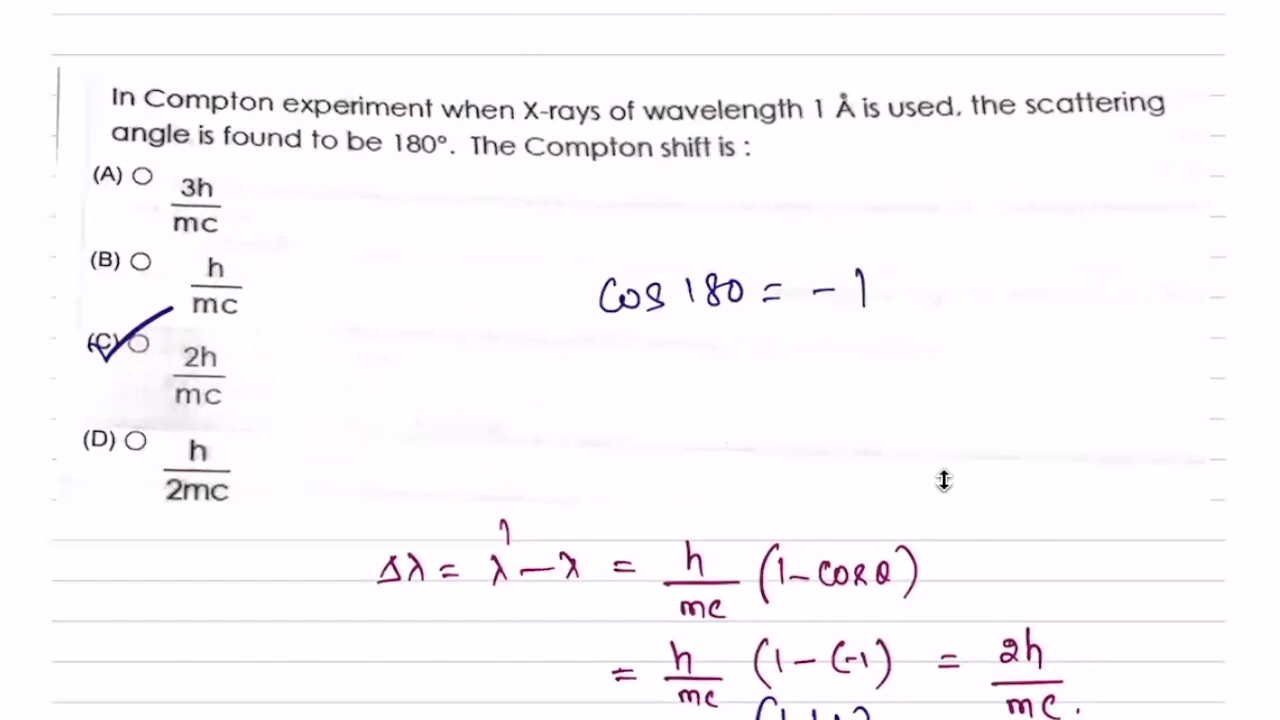 In Compton experiment when X-rays of wavelength 1 Å is used, the scattering
angle is found to be 180°. The Compton shift is :
(A) 3h/mc
(B) h/mc
(C) 2h/mc
(D) h/2mc
cos 180 = -1
Δλ = λ' - λ = h/mc (1 - cosθ)
= h/mc (1 - (-1) = 2h/mc.